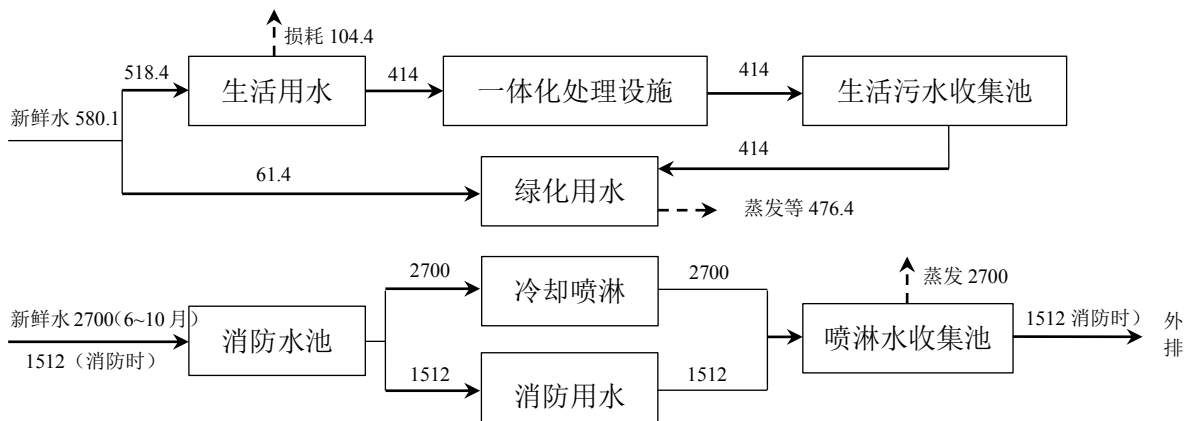 损耗 104.4
518.4
生活用水
414
一体化处理设施
414
生活污水收集池
新鲜水 580.1
61.4
绿化用水
414
蒸发等 476.4
新鲜水 2700（6~10 月）
1512（消防时）
消防水池
2700
冷却喷淋
2700
蒸发 2700
1512
消防用水
1512
喷淋水收集池
1512 消防时）
外
排